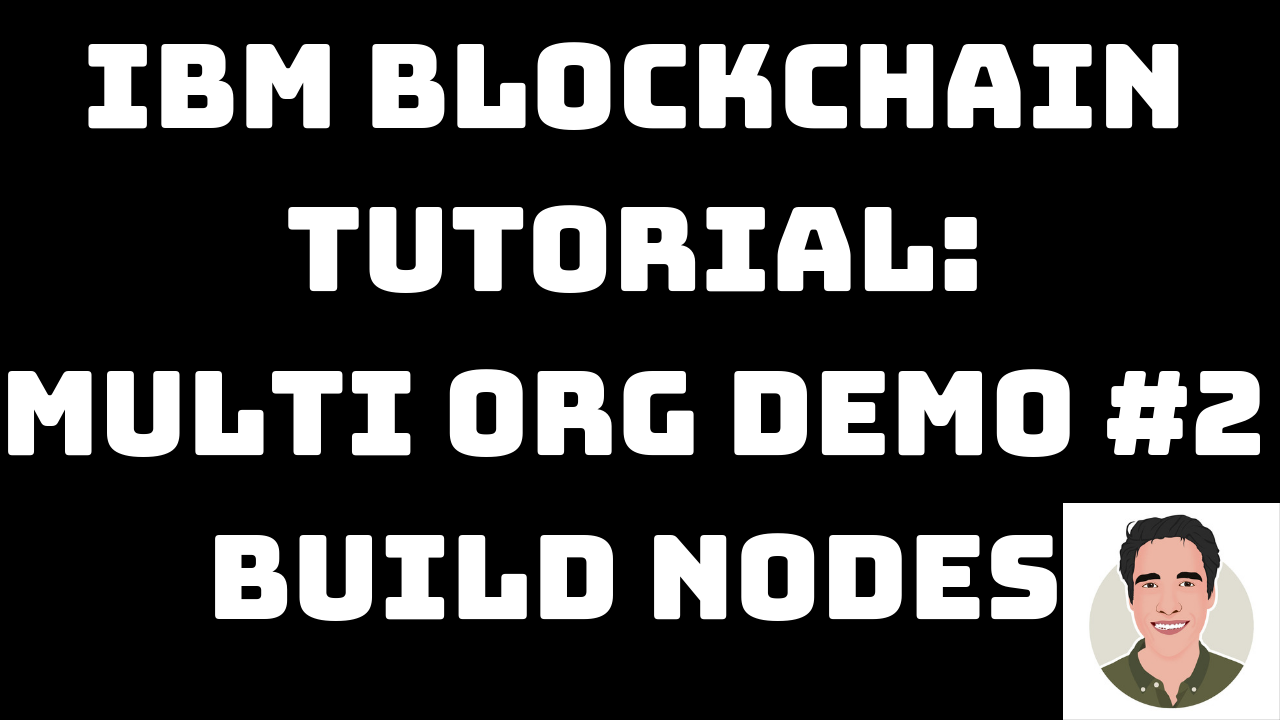 IBM BLOCKCHAIN
TUTORIAL:
MULTI ORG DEMO #2
BUILD NODES